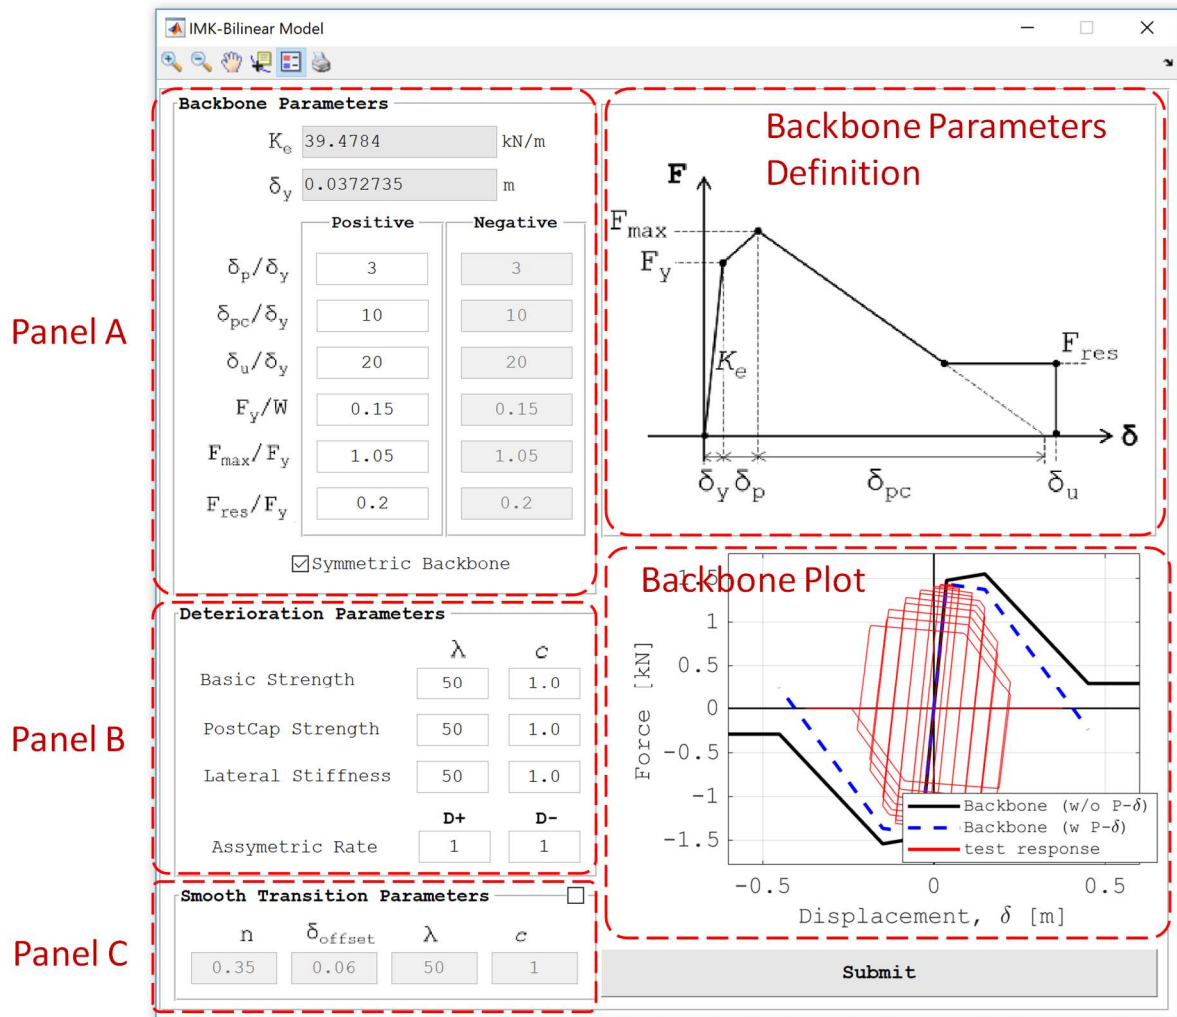 IMK-Bilinear Model
Backbone Parameters
Kₑ 39.4784 kN/m
δy 0.0372735 m
Positive Negative
δp/δy 3 3
δpc/δy 10 10
δu/δy 20 20
Fy/W 0.15 0.15
Fmax/Fy 1.05 1.05
Fres/Fy 0.2 0.2
Symmetric Backbone
Panel A
Backbone Parameters
Definition
F
Fmax
Fy
Kₑ
Fres
δ
δy δp δpc δu
Deterioration Parameters
λ c
Basic Strength 50 1.0
PostCap Strength 50 1.0
Lateral Stiffness 50 1.0
D+ D-
Assymetric Rate 1 1
Panel B
Backbone Plot
1.5
1
0.5
0
-0.5
-1
-1.5
Force [kN]
Backbone (w/o P-δ)
Backbone (w P-δ)
test response
-0.5 0 0.5
Displacement, δ [m]
Smooth Transition Parameters
n δoffset λ c
0.35 0.06 50 1
Panel C
Submit